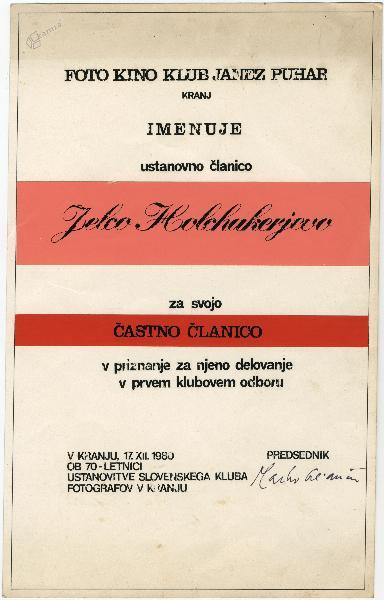 FOTO KINO KLUB JANEZ PUHAR
KRANJ
IMENUJE
ustanovno članico
Jelco Holchakerjevo
za svojo
ČASTNO ČLANICO
v priznanje za njeno delovanje
v prvem klubovem odboru
V KRANJU, 17. XII. 1980
OB 70-LETNICI
USTANOVITVE SLOVENSKEGA KLUBA
FOTOGRAFOV V KRANJU
PREDSEDNIK